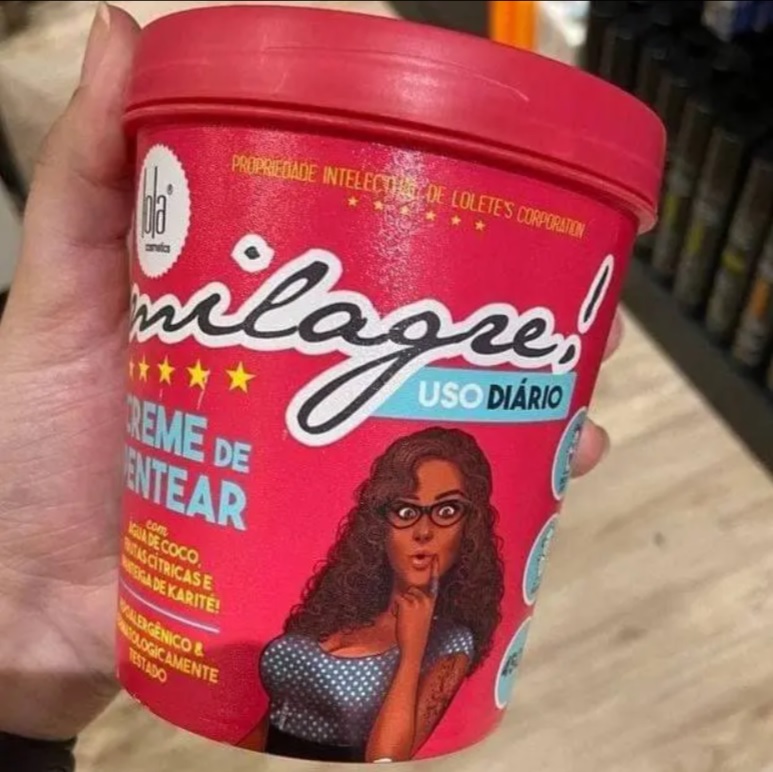 PROPRIEDADE INTELECTUAL DE LOLETE'S CORPORATION
lola®
cosmetics
milagre!
USO DIÁRIO
CREME DE
PENTEAR
com
ÁGUA DE COCO,
FRUTAS CÍTRICAS E
MANTEIGA DE KARITÉ!
HIPOALERGÊNICO &
DERMATOLOGICAMENTE
TESTADO